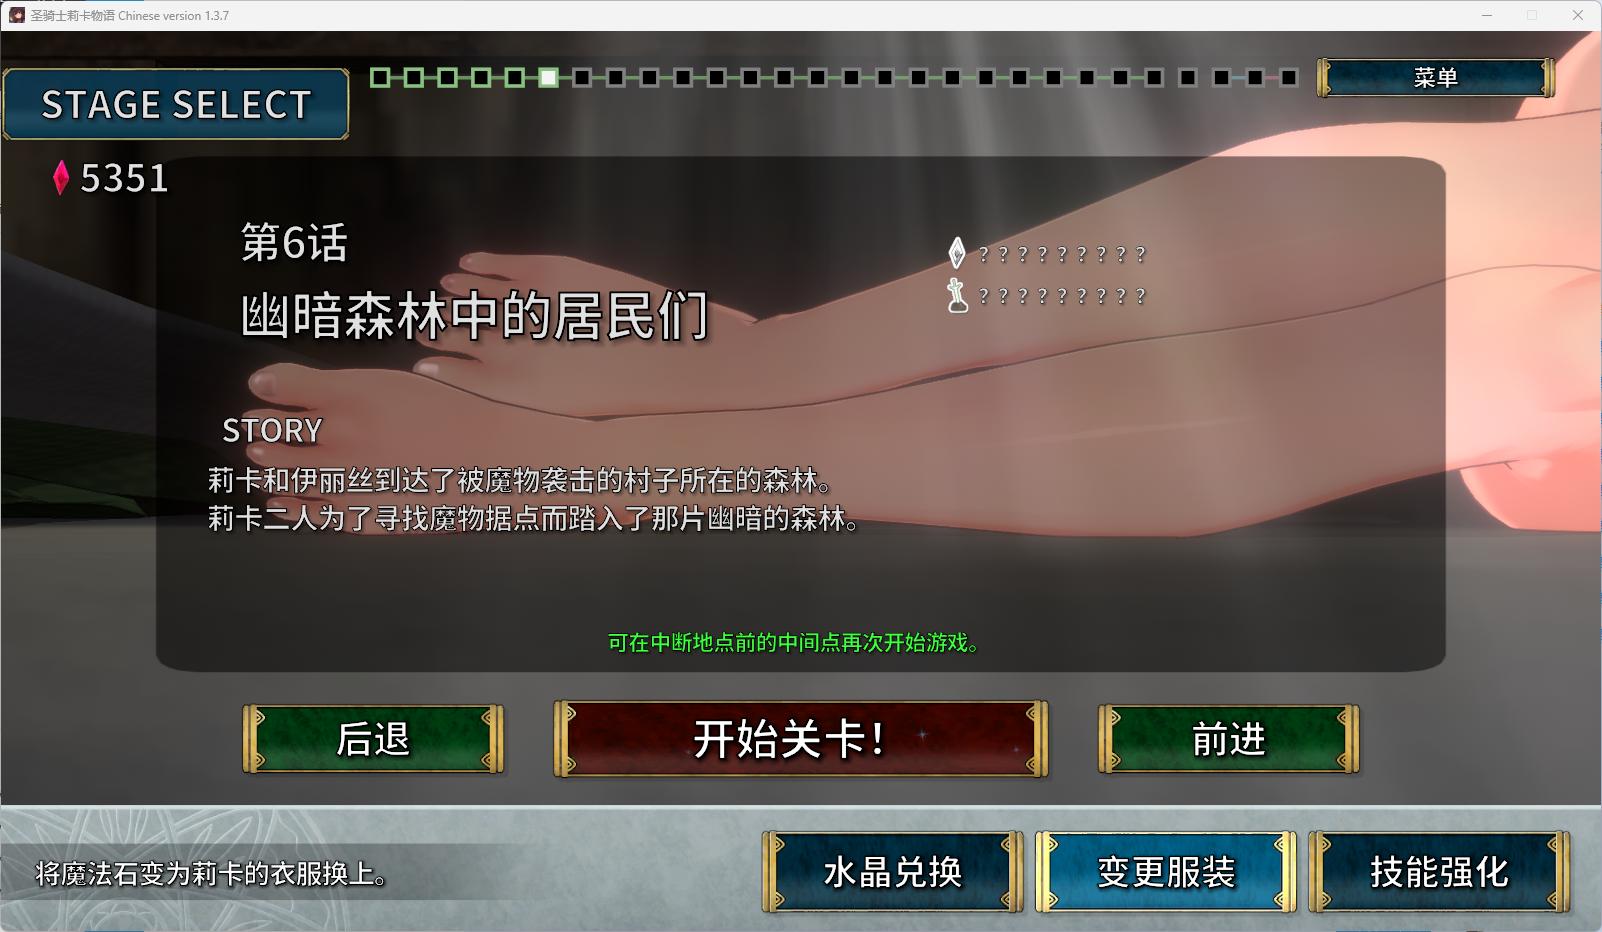 圣骑士莉卡物语 Chinese version 1.3.7
STAGE SELECT
菜单
5351
第6话
？？？？？？？？？
幽暗森林中的居民们
？？？？？？？？？
STORY
莉卡和伊丽丝到达了被魔物袭击的村子所在的森林。
莉卡二人为了寻找魔物据点而踏入了那片幽暗的森林。
可在中断地点前的中间点再次开始游戏。
后退
开始关卡！
前进
将魔法石变为莉卡的衣服换上。
水晶兑换
变更服装
技能强化